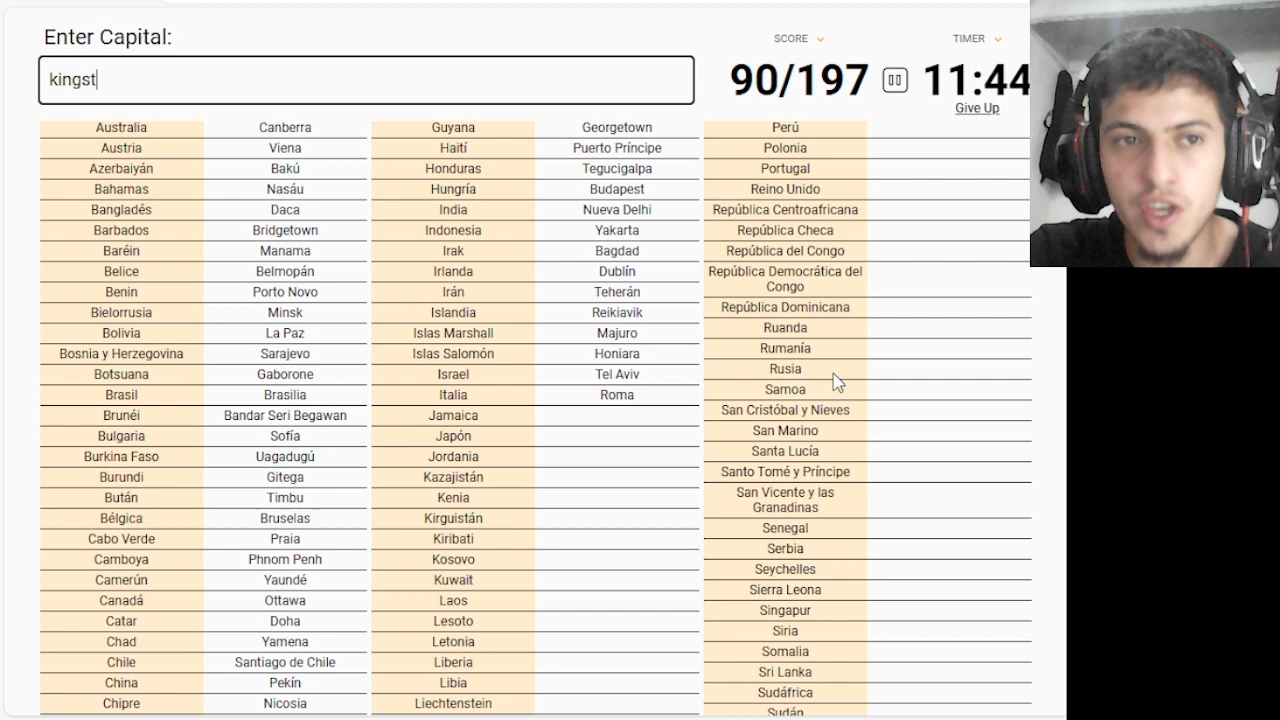 Enter Capital:
kingst
SCORE
TIMER
90/197
11:44
Give Up
Australia Canberra
Austria Viena
Azerbaiyán Bakú
Bahamas Nasáu
Bangladés Daca
Barbados Bridgetown
Baréin Manama
Belice Belmopán
Benin Porto Novo
Bielorrusia Minsk
Bolivia La Paz
Bosnia y Herzegovina Sarajevo
Botsuana Gaborone
Brasil Brasilia
Brunéi Bandar Seri Begawan
Bulgaria Sofía
Burkina Faso Uagadugú
Burundi Gitega
Bután Timbu
Bélgica Bruselas
Cabo Verde Praia
Camboya Phnom Penh
Camerún Yaundé
Canadá Ottawa
Catar Doha
Chad Yamena
Chile Santiago de Chile
China Pekín
Chipre Nicosia
Guyana Georgetown
Haití Puerto Príncipe
Honduras Tegucigalpa
Hungría Budapest
India Nueva Delhi
Indonesia Yakarta
Irak Bagdad
Irlanda Dublín
Irán Teherán
Islandia Reikiavik
Islas Marshall Majuro
Islas Salomón Honiara
Israel Tel Aviv
Italia Roma
Jamaica
Japón
Jordania
Kazajistán
Kenia
Kirguistán
Kiribati
Kosovo
Kuwait
Laos
Lesoto
Letonia
Liberia
Libia
Liechtenstein
Perú
Polonia
Portugal
Reino Unido
República Centroafricana
República Checa
República del Congo
República Democrática del
Congo
República Dominicana
Ruanda
Rumanía
Rusia
Samoa
San Cristóbal y Nieves
San Marino
Santa Lucía
Santo Tomé y Príncipe
San Vicente y las
Granadinas
Senegal
Serbia
Seychelles
Sierra Leona
Singapur
Siria
Somalia
Sri Lanka
Sudáfrica
Sudán